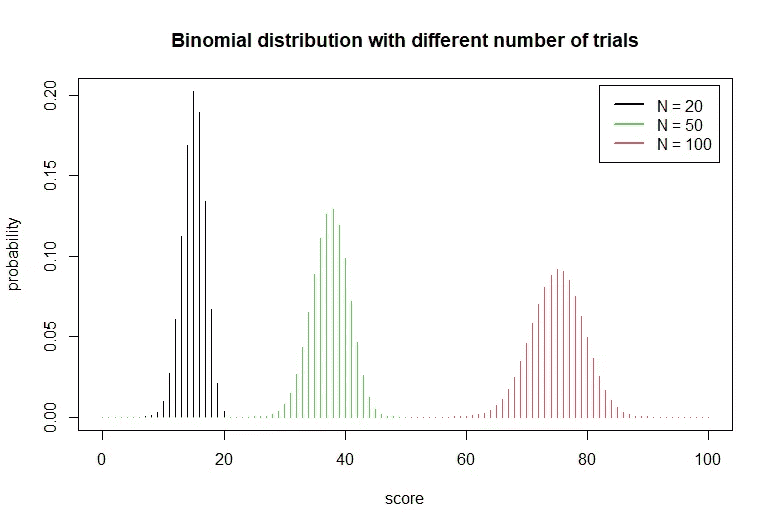 Binomial distribution with different number of trials
N = 20
N = 50
N = 100
probability
0.20
0.15
0.10
0.05
0.00
0 20 40 60 80 100
score